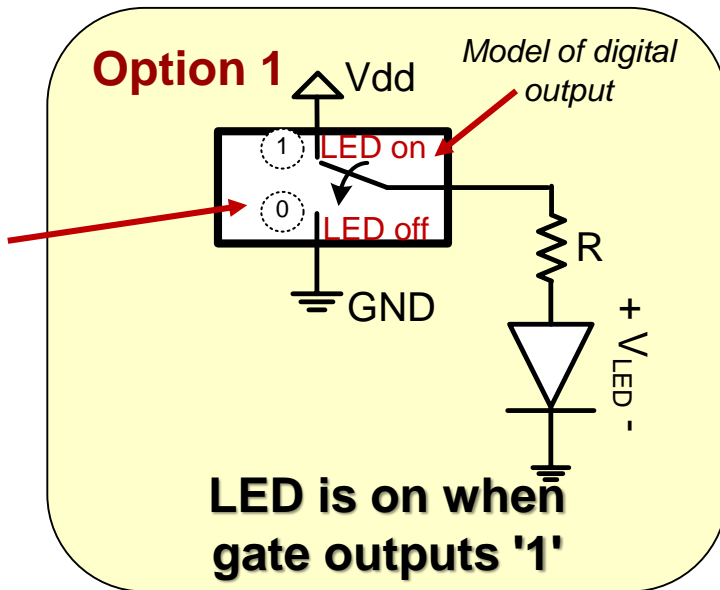 Option 1
Vdd
Model of digital
output
1
LED on
0
LED off
R
GND
+ VLED -
LED is on when
gate outputs '1'